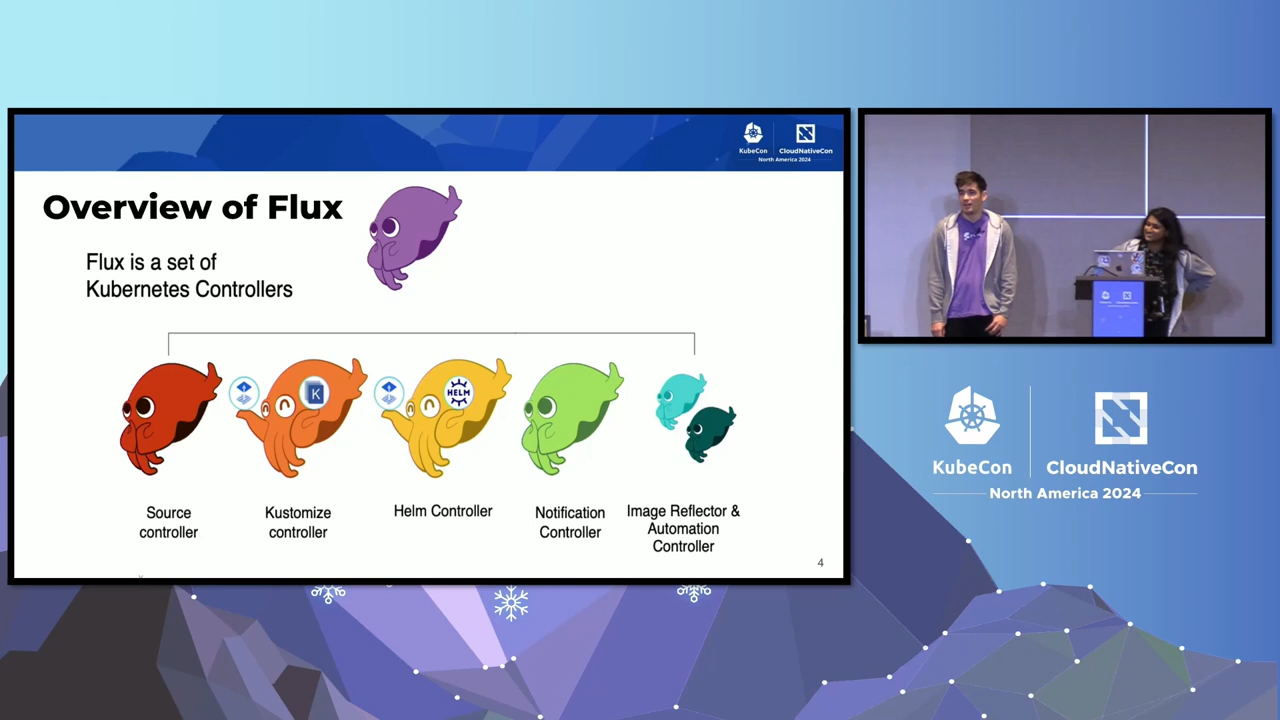 KubeCon
CloudNativeCon
North America 2024
Overview of Flux
Flux is a set of
Kubernetes Controllers
K
HELM
Source
controller
Kustomize
controller
Helm Controller
Notification
Controller
Image Reflector &
Automation
Controller
4
KubeCon
CloudNativeCon
North America 2024